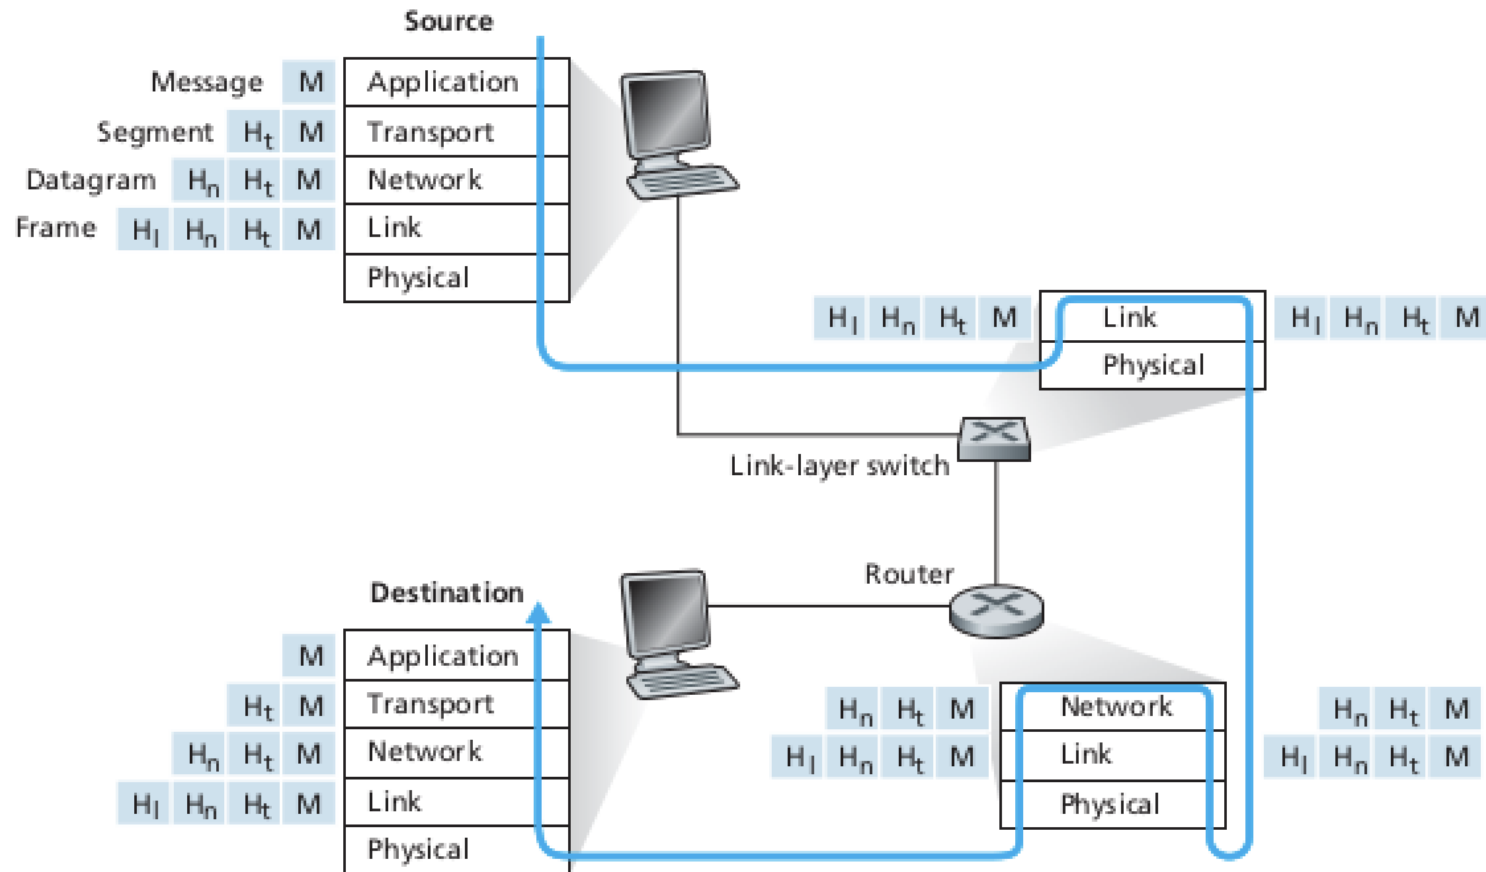 Source
Message M Application
Segment Ht M Transport
Datagram Hn Ht M Network
Frame Hl Hn Ht M Link
Physical
Hl Hn Ht M Link Hl Hn Ht M
Physical
Link-layer switch
Router
Destination
M Application
Ht M Transport
Hn Ht M Network
Hl Hn Ht M Link
Physical
Hn Ht M Network Hn Ht M
Hl Hn Ht M Link Hl Hn Ht M
Physical